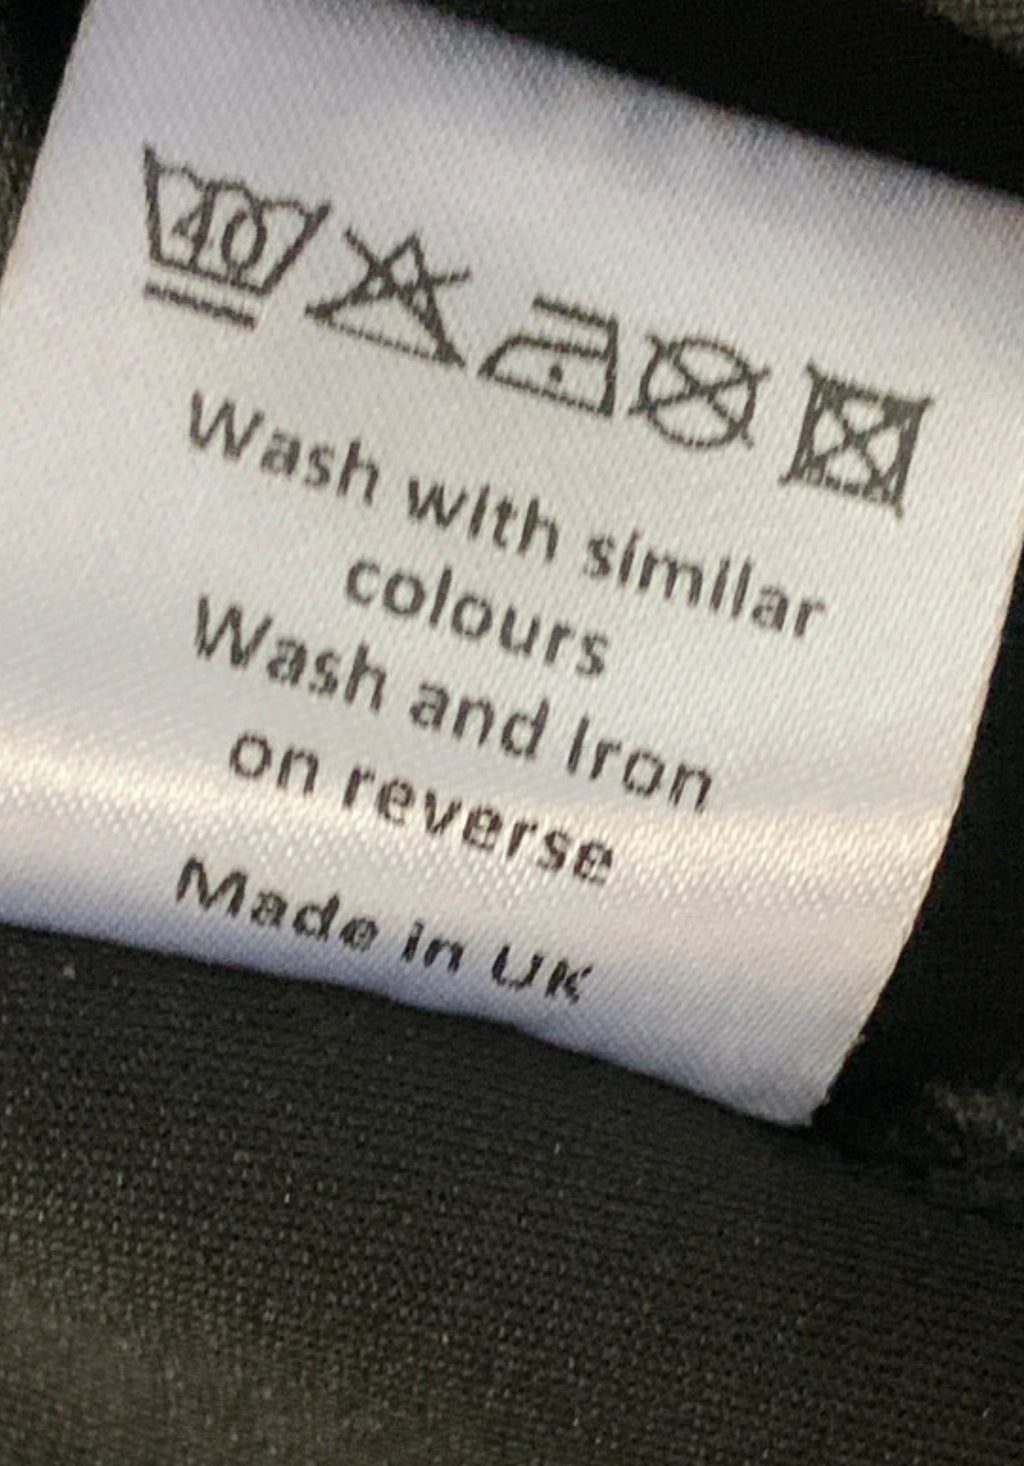 40
Wash with similar
colours
Wash and Iron
on reverse
Made in UK